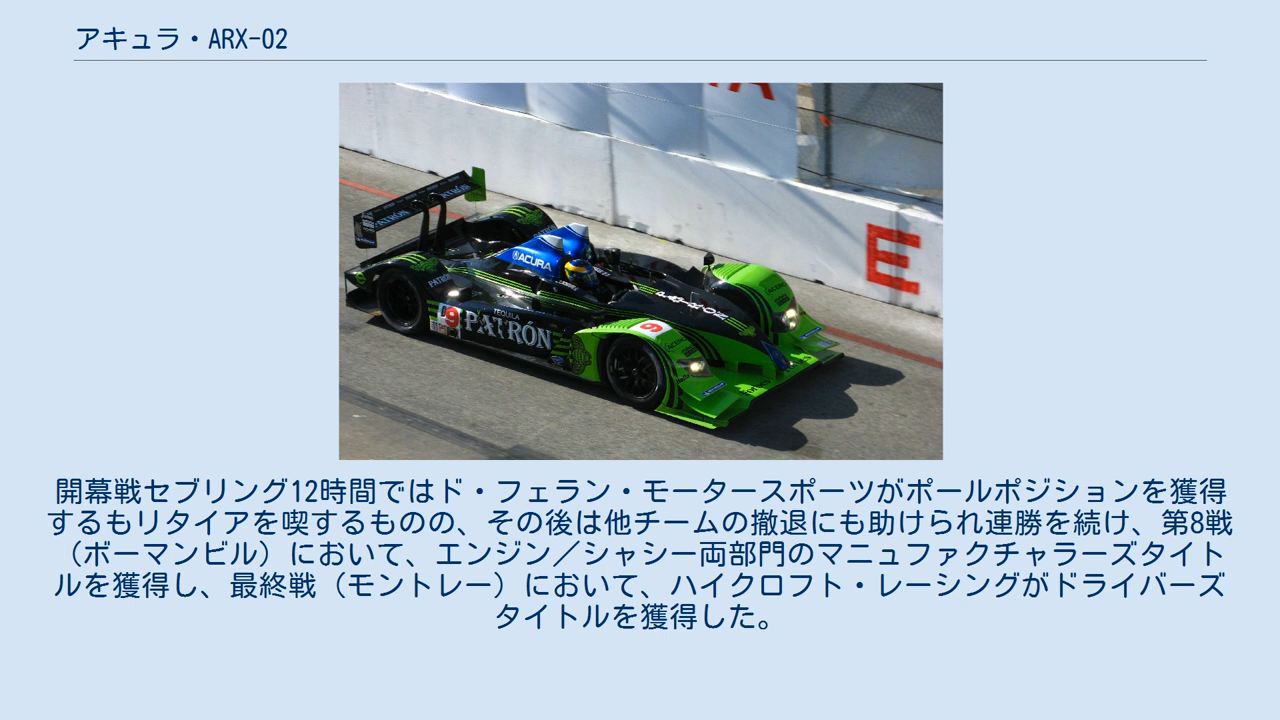 アキュラ・ARX-02
ACURA
TEQUILA
PATRÓN
9
9
E
開幕戦セブリング12時間ではド・フェラン・モータースポーツがポールポジションを獲得
するもリタイアを喫するものの、その後は他チームの撤退にも助けられ連勝を続け、第8戦
（ボーマンビル）において、エンジン／シャシー両部門のマニュファクチャラーズタイト
ルを獲得し、最終戦（モントレー）において、ハイクロフト・レーシングがドライバーズ
タイトルを獲得した。